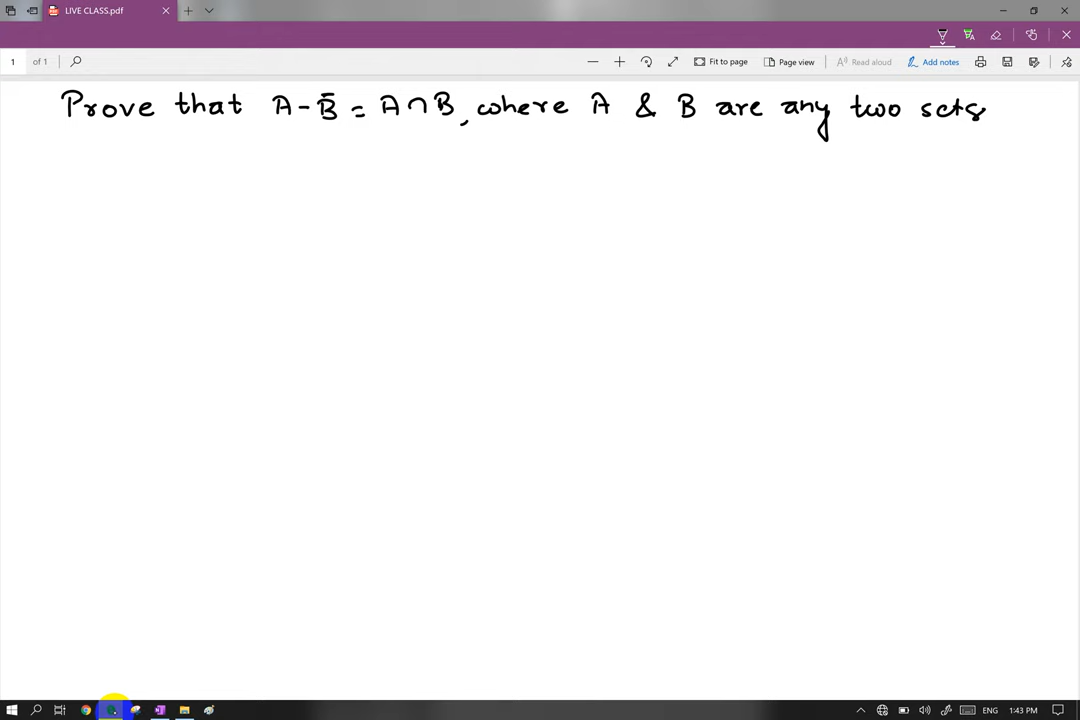 LIVE CLASS.pdf
1 of 1
Fit to page
Page view
Read aloud
Add notes
Prove that A - B̄ = A ∩ B, where A & B are any two sets
ENG
1:43 PM